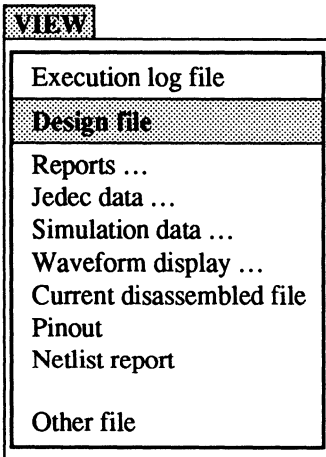 VIEW
Execution log file
Design file
Reports ...
Jedec data ...
Simulation data ...
Waveform display ...
Current disassembled file
Pinout
Netlist report
Other file